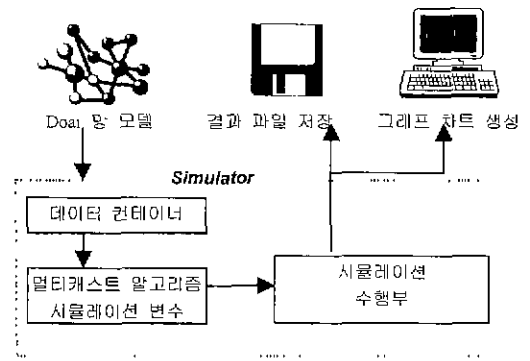 Doar 망 모델
결과 파일 저장
그래프 차트 생성
Simulator
데이터 컨테이너
멀티캐스트 알고리즘
시뮬레이션 변수
시뮬레이션
수행부